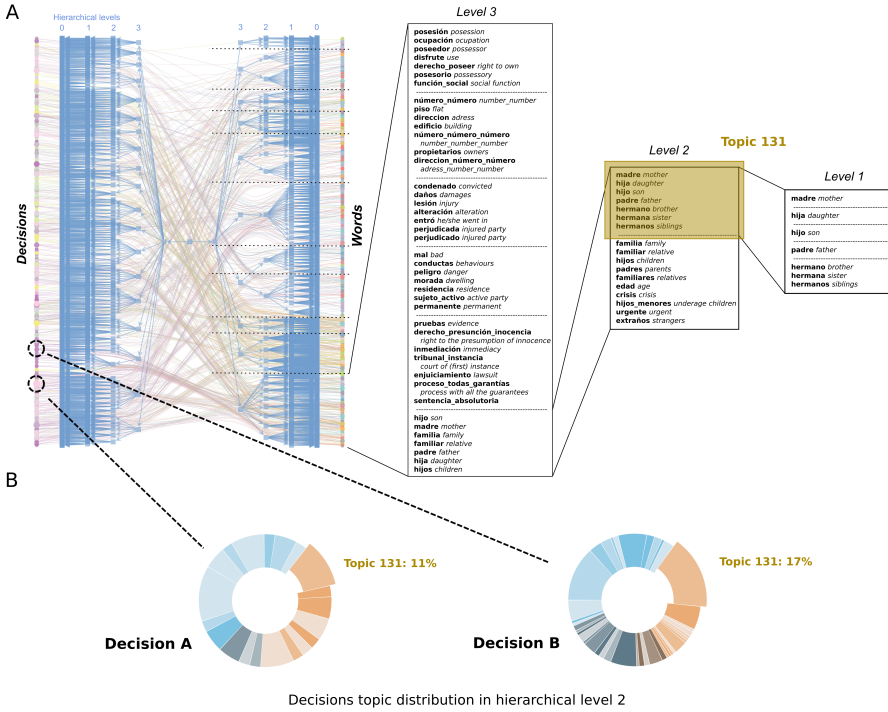 A
Hierarchical levels
0 1 2 3
3 2 1 0
Decisions
Words
Level 3
posesión posession
ocupación ocupation
poseedor possessor
disfrute use
derecho_poseer right to own
posesorio possessory
función_social social function
número_número number_number
piso flat
direccion adress
edificio building
número_número_número
number_number_number
propietarios owners
direccion_número_número
adress_number_number
condenado convicted
daños damages
lesión injury
alteración alteration
entró he/she went in
perjudicada injured party
perjudicado injured party
mal bad
conductas behaviours
peligro danger
morada dwelling
residencia residence
sujeto_activo active party
permanente permanent
pruebas evidence
derecho_presunción_inocencia
right to the presumption of innocence
inmediación immediacy
tribunal_instancia
court of (first) instance
enjuiciamiento lawsuit
proceso_todas_garantías
process with all the guarantees
sentencia_absolutoria
hijo son
madre mother
familia family
familiar relative
padre father
hija daughter
hijos children
Level 2
Topic 131
madre mother
hija daughter
hijo son
padre father
hermano brother
hermana sister
hermanos siblings
familia family
familiar relative
hijos children
padres parents
familiares relatives
edad age
crisis crisis
hijos_menores underage children
urgente urgent
extraños strangers
Level 1
madre mother
hija daughter
hijo son
padre father
hermano brother
hermana sister
hermanos siblings
B
Topic 131: 11%
Decision A
Topic 131: 17%
Decision B
Decisions topic distribution in hierarchical level 2